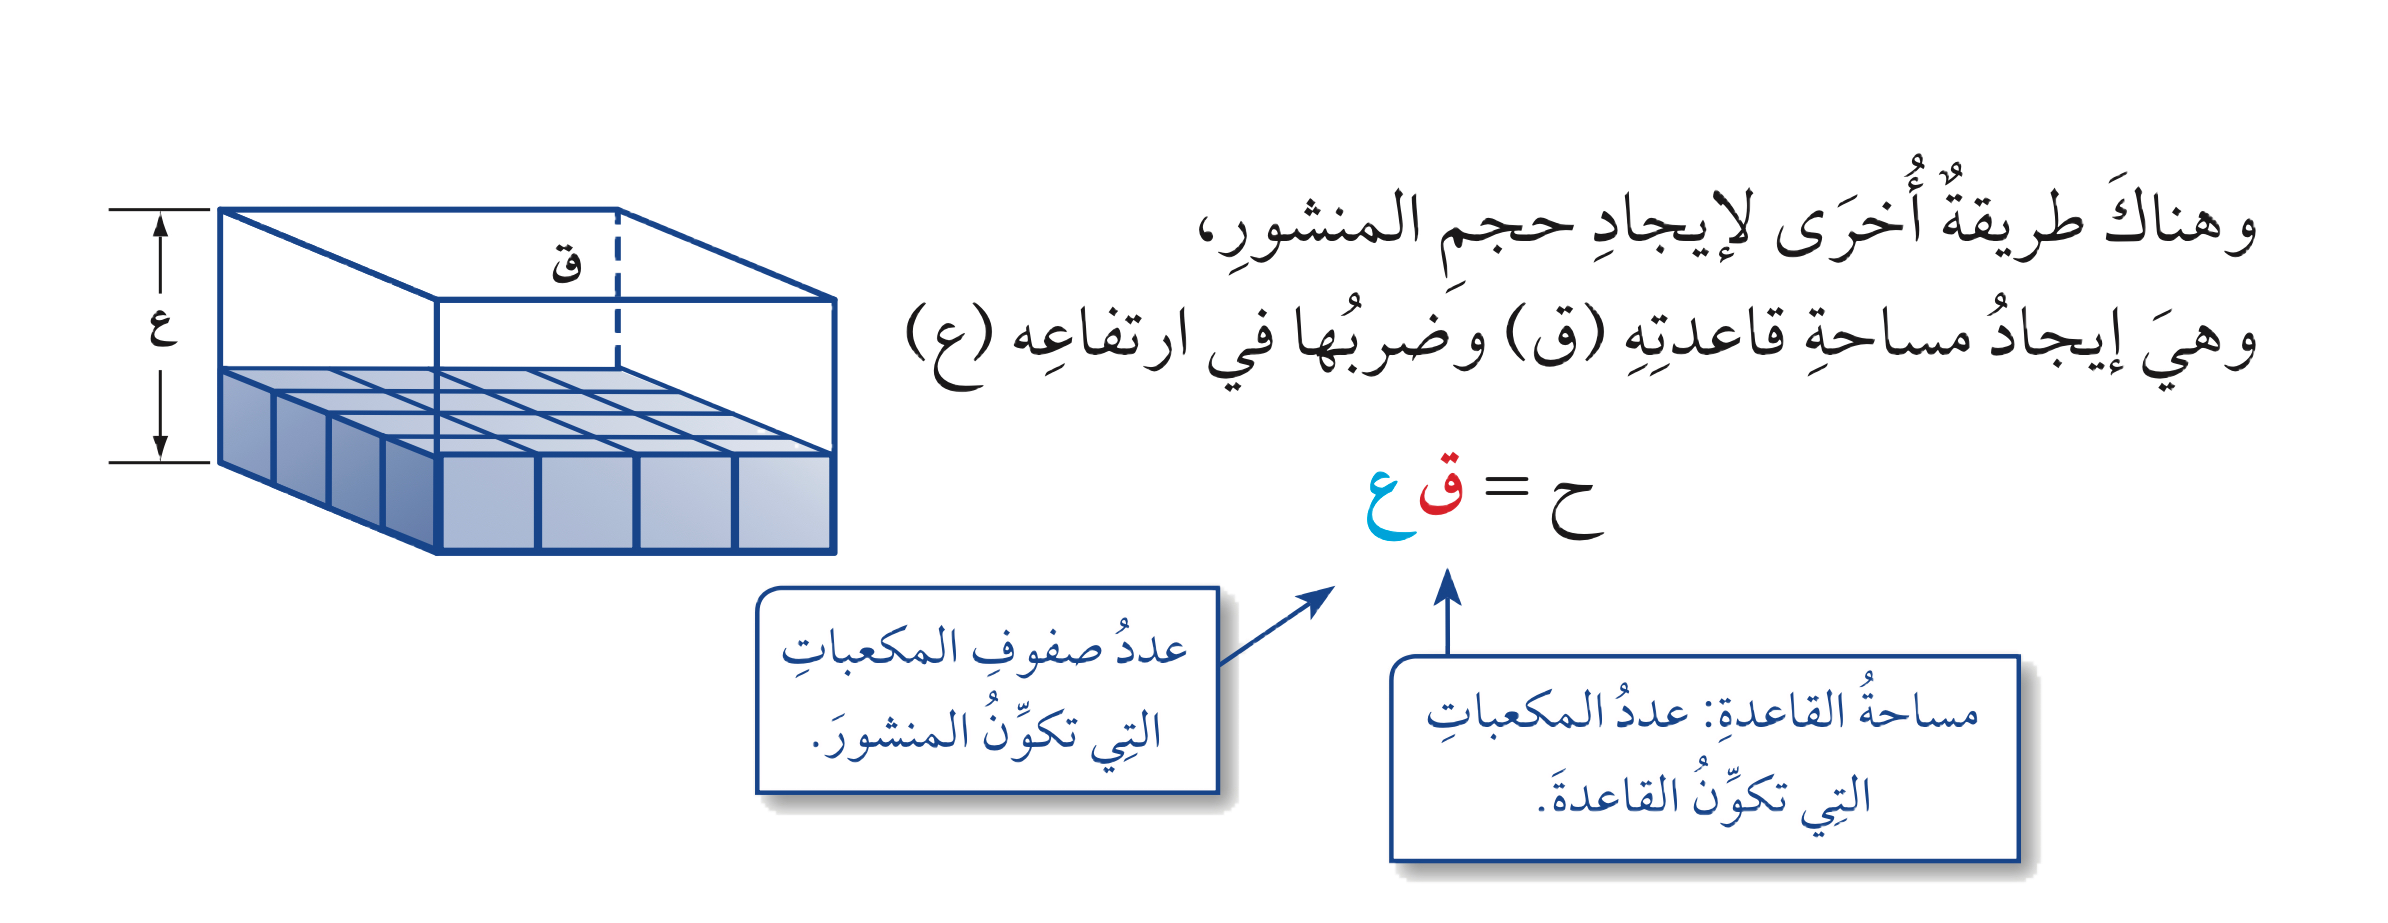 وهناكَ طريقةٌ أُخرَى لإيجادِ حجمِ المنشورِ،
وهيَ إيجادُ مساحةِ قاعدتِهِ (ق) وضربُها في ارتفاعِه (ع)
ح = ق ع
مساحةُ القاعدةِ: عددُ المكعباتِ
التِي تكوِّنُ القاعدةَ.
عددُ صفوفِ المكعباتِ
التِي تكوِّنُ المنشورَ.
ق
ع